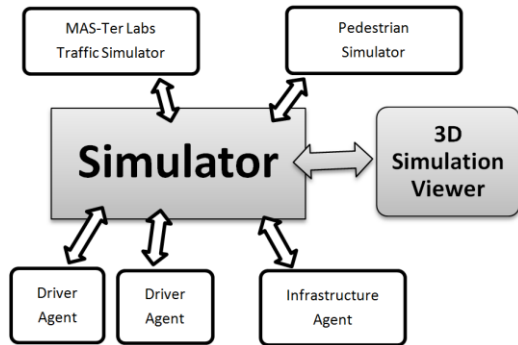 MAS-Ter Labs
Traffic Simulator
Pedestrian
Simulator
Simulator
3D
Simulation
Viewer
Driver
Agent
Driver
Agent
Infrastructure
Agent